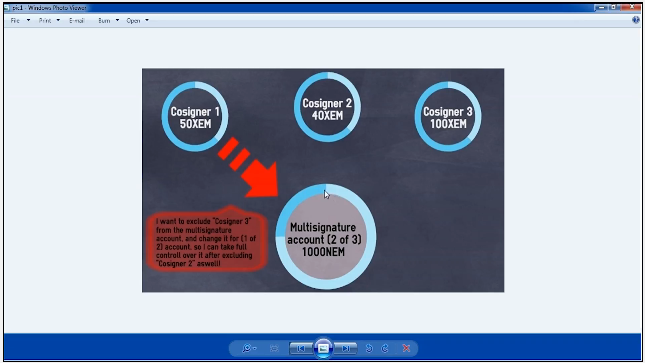 pic1 - Windows Photo Viewer
File Print E-mail Burn Open
Cosigner 1
50XEM
Cosigner 2
40XEM
Cosigner 3
100XEM
I want to exclude "Cosigner 3"
from the multisignature
account, and change it for (1 of
2) account, so I can take full
controll over it after excluding
"Cosigner 2" aswell!
Multisignature
account (2 of 3)
1000NEM